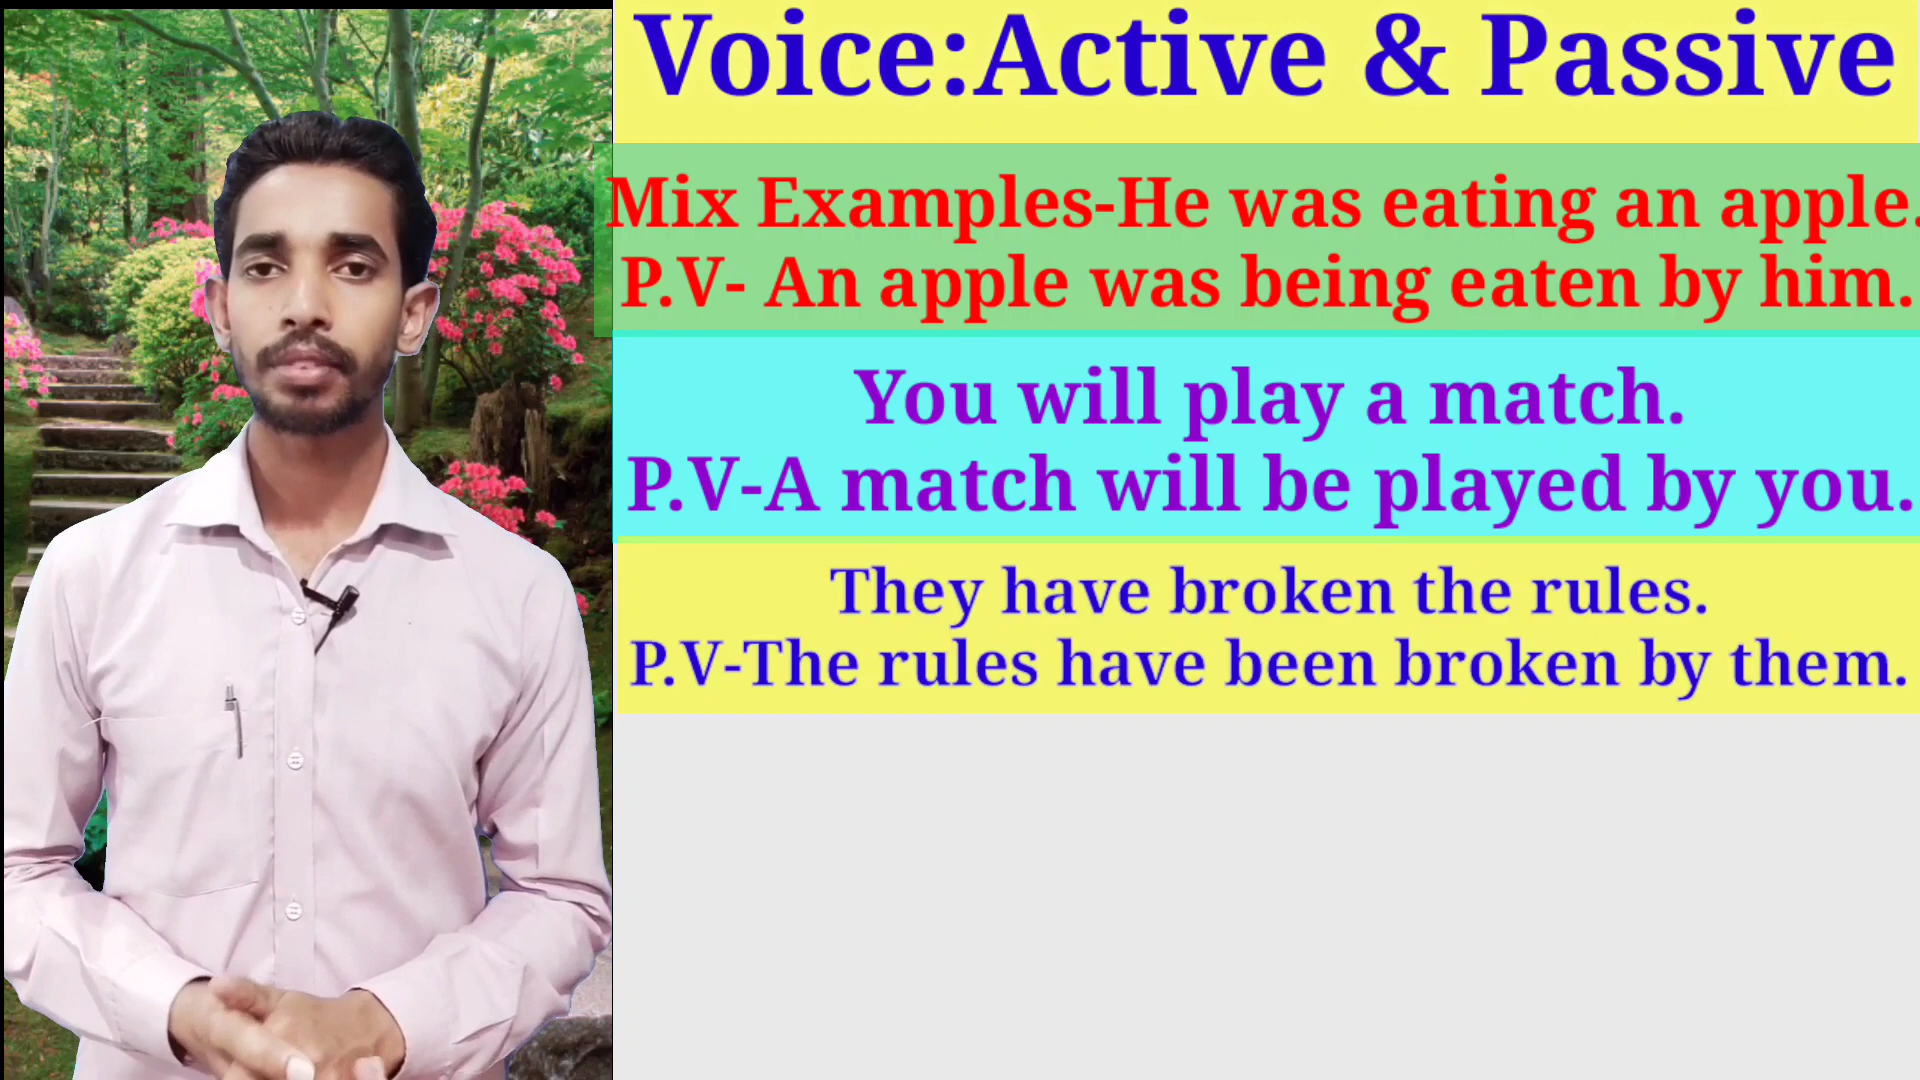 Voice:Active & Passive
Mix Examples-He was eating an apple.
P.V- An apple was being eaten by him.
You will play a match.
P.V-A match will be played by you.
They have broken the rules.
P.V-The rules have been broken by them.